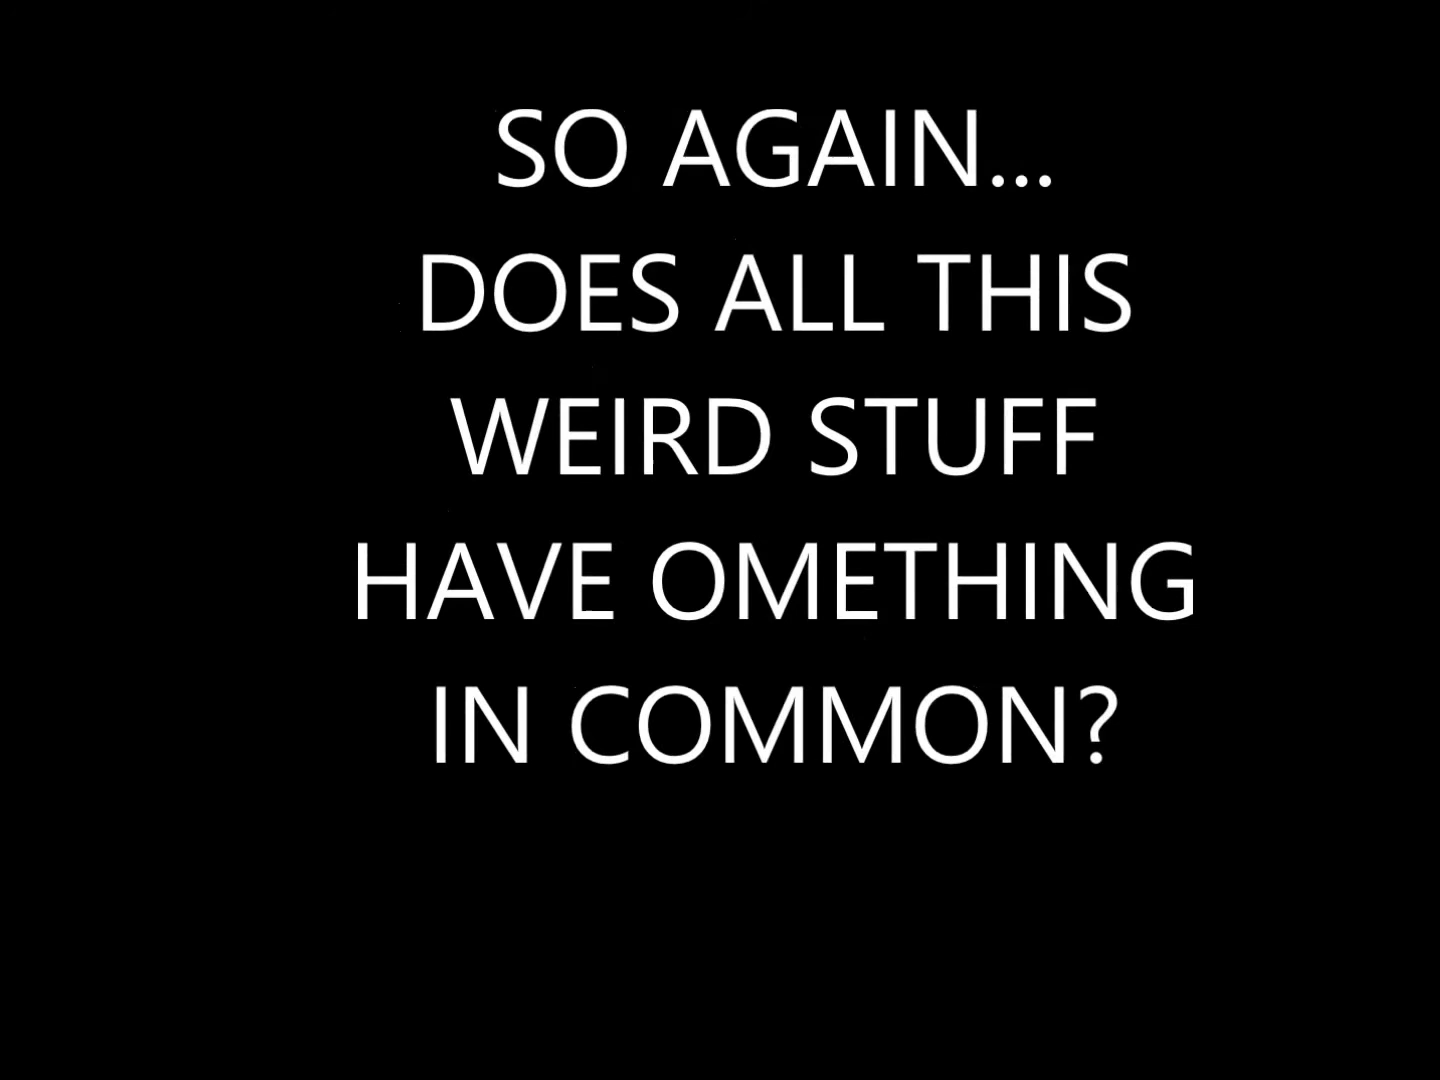 SO AGAIN...
DOES ALL THIS
WEIRD STUFF
HAVE OMETHING
IN COMMON?